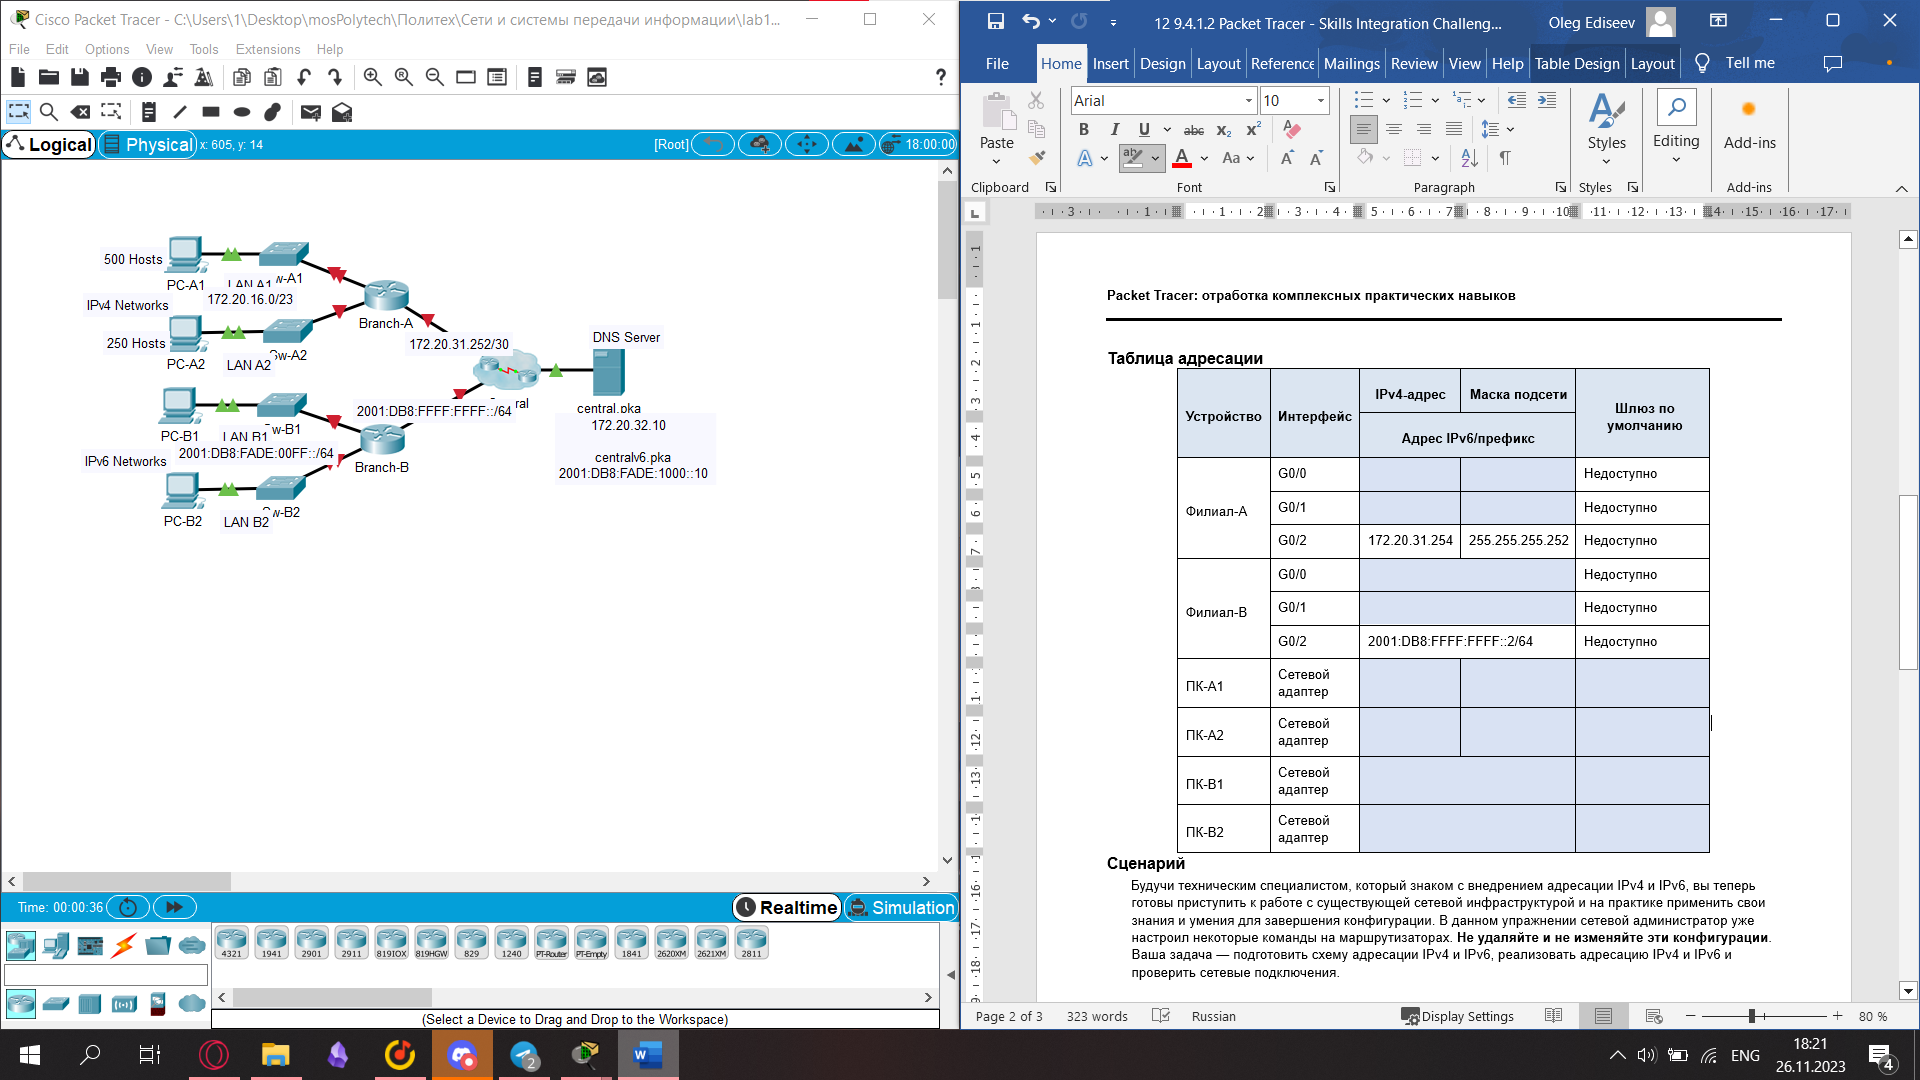 Cisco Packet Tracer - C:\Users\1\Desktop\mosPolytech\Политех\Сети и системы передачи информации\lab1...
File Edit Options View Tools Extensions Help
?
Logical Physical x: 605, y: 14 [Root] 18:00:00
500 Hosts
PC-A1
LAN A1
w-A1
172.20.16.0/23
IPv4 Networks
Branch-A
250 Hosts
PC-A2
LAN A2
Sw-A2
172.20.31.252/30
DNS Server
central.pka
172.20.32.10
centralv6.pka
2001:DB8:FADE:1000::10
2001:DB8:FFFF:FFFF::/64
PC-B1
LAN B1
w-B1
2001:DB8:FADE:00FF::/64
IPv6 Networks
Branch-B
PC-B2
LAN B2
w-B2
Time: 00:00:36
Realtime Simulation
4321 1941 2901 2911 819IOX 819HGW 829 1240 PT-Router PT-Empty 1841 2620XM 2621XM 2811
(Select a Device to Drag and Drop to the Workspace)
12 9.4.1.2 Packet Tracer - Skills Integration Challeng... Oleg Ediseev
File Home Insert Design Layout Reference Mailings Review View Help Table Design Layout Tell me
Paste
Arial 10
Styles
Editing
Add-ins
Clipboard Font Paragraph Styles Add-ins
Packet Tracer: отработка комплексных практических навыков
Таблица адресации
Устройство Интерфейс IPv4-адрес Маска подсети Шлюз по умолчанию
Адрес IPv6/префикс
Филиал-A
G0/0 Недоступно
G0/1 Недоступно
G0/2 172.20.31.254 255.255.255.252 Недоступно
Филиал-B
G0/0 Недоступно
G0/1 Недоступно
G0/2 2001:DB8:FFFF:FFFF::2/64 Недоступно
ПК-A1 Сетевой адаптер
ПК-A2 Сетевой адаптер
ПК-B1 Сетевой адаптер
ПК-B2 Сетевой адаптер
Сценарий
Будучи техническим специалистом, который знаком с внедрением адресации IPv4 и IPv6, вы теперь
готовы приступить к работе с существующей сетевой инфраструктурой и на практике применить свои
знания и умения для завершения конфигурации. В данном упражнении сетевой администратор уже
настроил некоторые команды на маршрутизаторах. Не удаляйте и не изменяйте эти конфигурации.
Ваша задача — подготовить схему адресации IPv4 и IPv6, реализовать адресацию IPv4 и IPv6 и
проверить сетевые подключения.
Page 2 of 3 323 words Russian Display Settings 80 %
2
ENG
18:21
26.11.2023
4